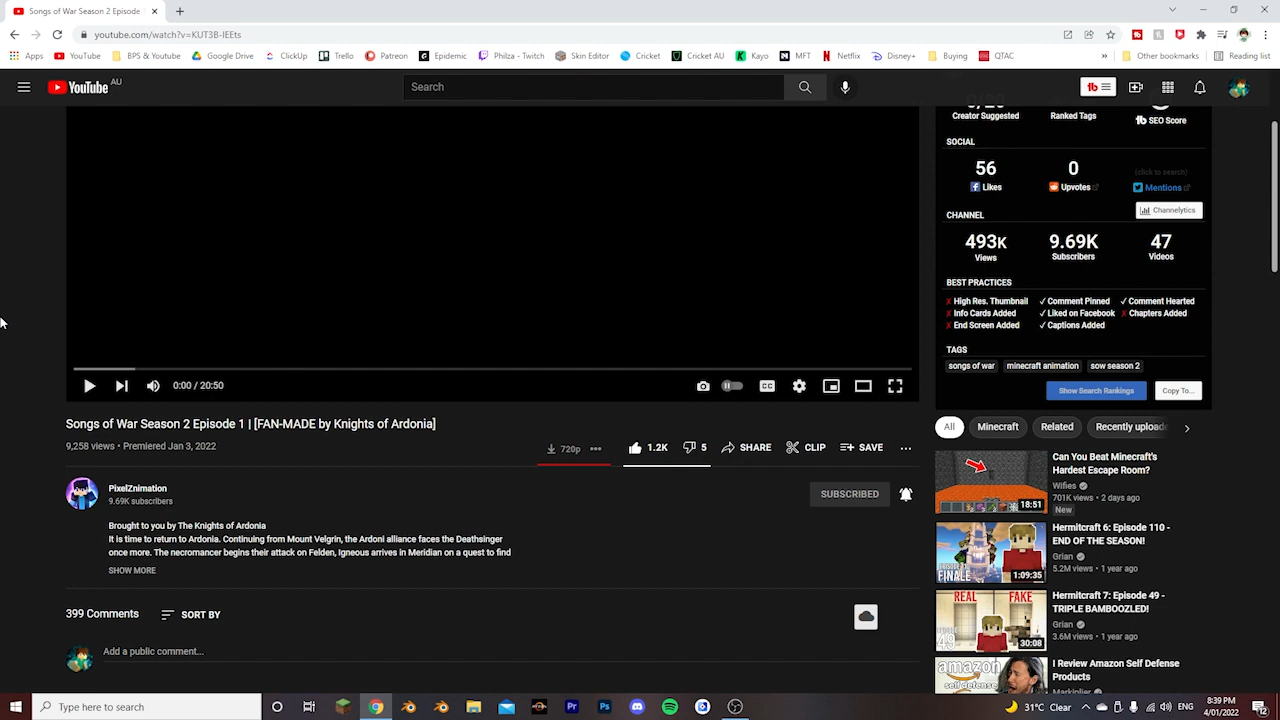 Songs of War Season 2 Episode
youtube.com/watch?v=KUT3B-IEEts
Apps YouTube BPS & Youtube Google Drive ClickUp Trello Patreon Epidemic Philza - Twitch Skin Editor Cricket Cricket AU Kayo MFT Netflix Disney+ Buying QTAC » Other bookmarks Reading list
YouTube AU
Search
Creator Suggested Ranked Tags SEO Score
SOCIAL
56 0 (click to search)
Likes Upvotes Mentions
Channelytics
CHANNEL
493K 9.69K 47
Views Subscribers Videos
BEST PRACTICES
✗ High Res. Thumbnail ✓ Comment Pinned ✓ Comment Hearted
✗ Info Cards Added ✓ Liked on Facebook ✗ Chapters Added
✗ End Screen Added ✓ Captions Added
TAGS
songs of war minecraft animation sow season 2
Show Search Rankings Copy To...
0:00 / 20:50
CC
Songs of War Season 2 Episode 1 | [FAN-MADE by Knights of Ardonia]
9,258 views • Premiered Jan 3, 2022
720p 1.2K 5 SHARE CLIP SAVE
PixelZnimation
9.69K subscribers
SUBSCRIBED
Brought to you by The Knights of Ardonia
It is time to return to Ardonia. Continuing from Mount Velgrin, the Ardoni alliance faces the Deathsinger
once more. The necromancer begins their attack on Felden, Igneous arrives in Meridian on a quest to find
SHOW MORE
399 Comments SORT BY
Add a public comment...
All Minecraft Related Recently uploade
Can You Beat Minecraft's
Hardest Escape Room?
Wifies
701K views • 2 days ago
New
18:51
Hermitcraft 6: Episode 110 -
END OF THE SEASON!
Grian
5.2M views • 1 year ago
FINALE
1:09:35
Hermitcraft 7: Episode 49 -
TRIPLE BAMBOOZLED!
Grian
3.6M views • 1 year ago
REAL FAKE
49
30:08
I Review Amazon Self Defense
Products
Markiplier
amazon
self defense
Type here to search
31°C Clear
8:39 PM
4/01/2022